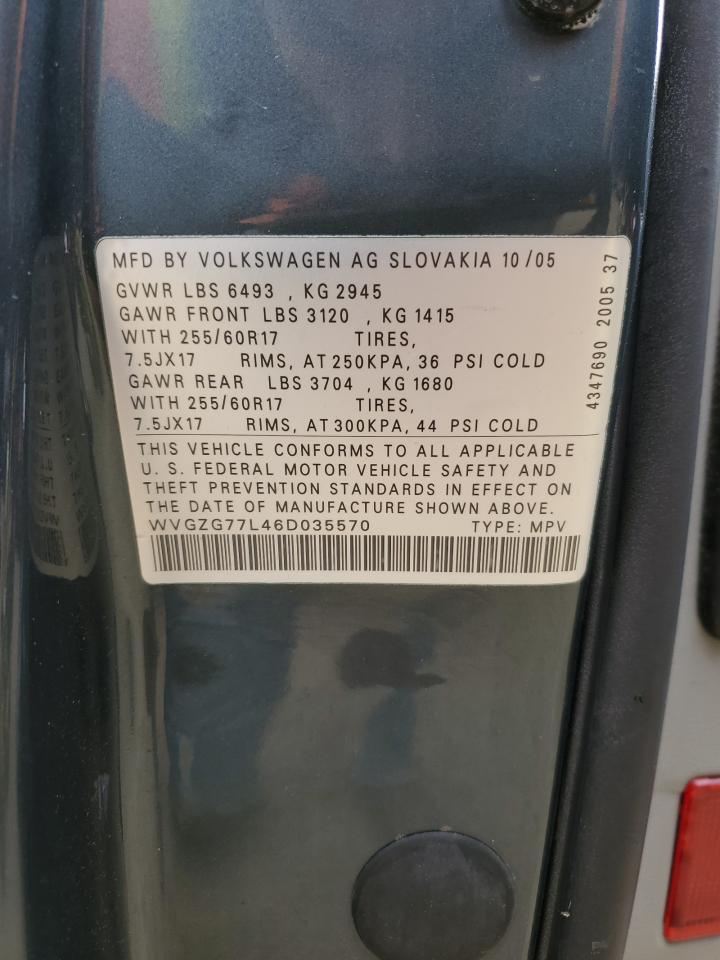 MFD BY VOLKSWAGEN AG SLOVAKIA 10/05
GVWR LBS 6493 , KG 2945
GAWR FRONT LBS 3120 , KG 1415
WITH 255/60R17 TIRES,
7.5JX17 RIMS, AT 250KPA, 36 PSI COLD
GAWR REAR LBS 3704 , KG 1680
WITH 255/60R17 TIRES,
7.5JX17 RIMS, AT 300KPA, 44 PSI COLD
THIS VEHICLE CONFORMS TO ALL APPLICABLE
U. S. FEDERAL MOTOR VEHICLE SAFETY AND
THEFT PREVENTION STANDARDS IN EFFECT ON
THE DATE OF MANUFACTURE SHOWN ABOVE.
WVGZG77L46D035570 TYPE: MPV
4347690 2005 37